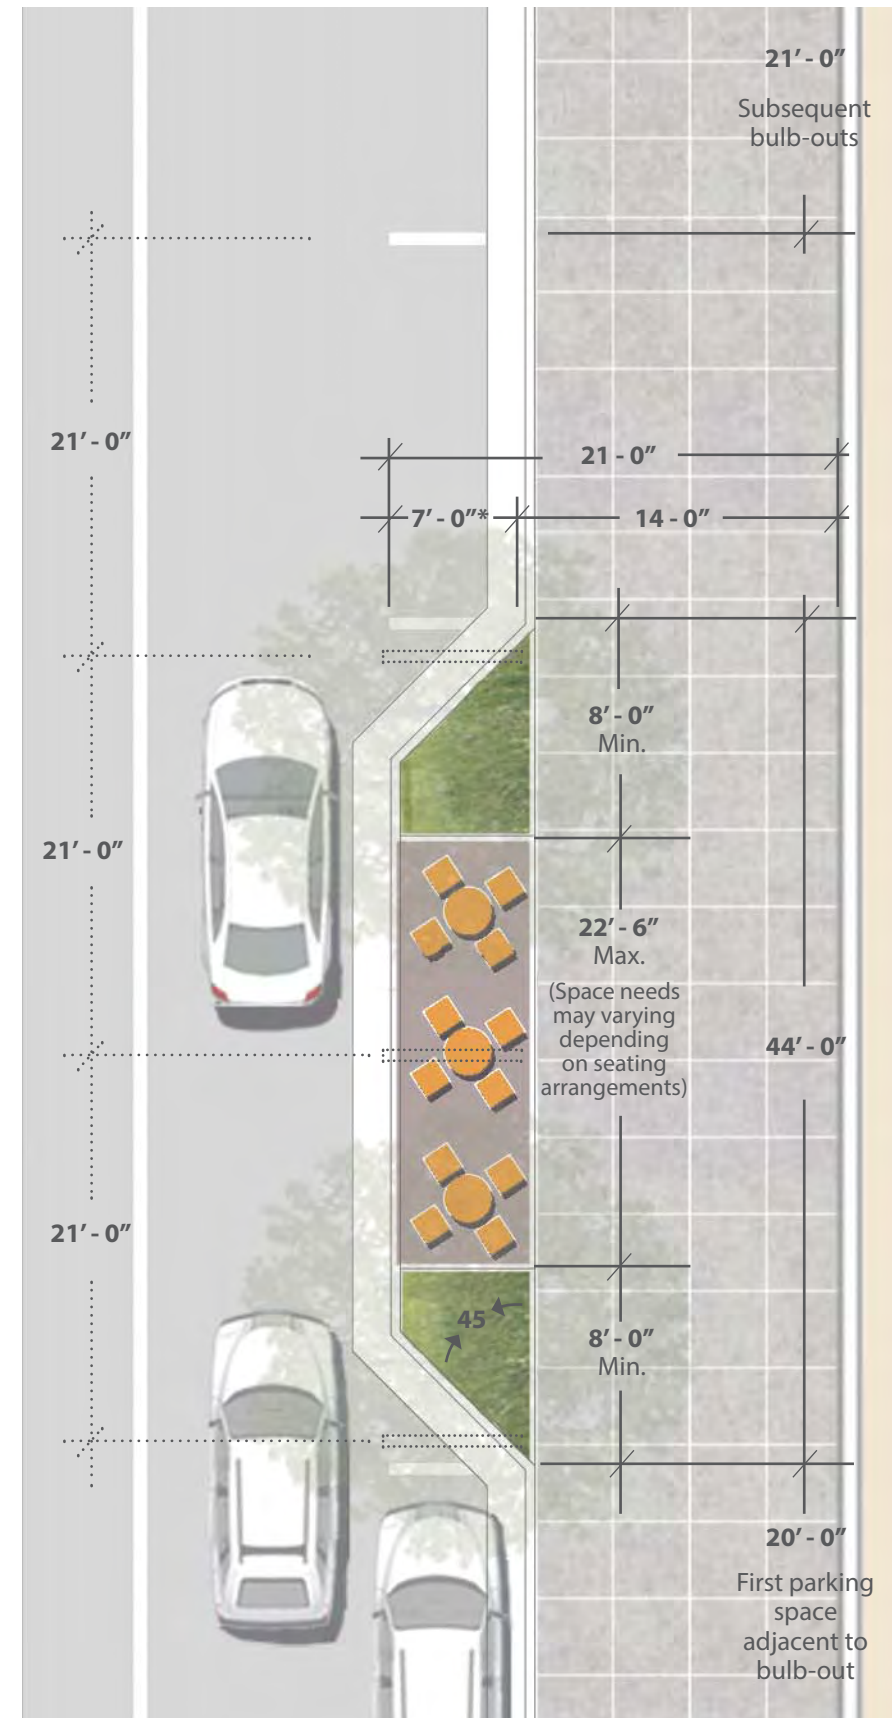 21’ - 0”
Subsequent
bulb-outs
21’ - 0”
21 - 0”
7’ - 0”*
14 - 0”
8’ - 0”
Min.
21’ - 0”
22’ - 6”
Max.
(Space needs
may varying
depending
on seating
arrangements)
44’ - 0”
21’ - 0”
45
8’ - 0”
Min.
20’ - 0”
First parking
space
adjacent to
bulb-out